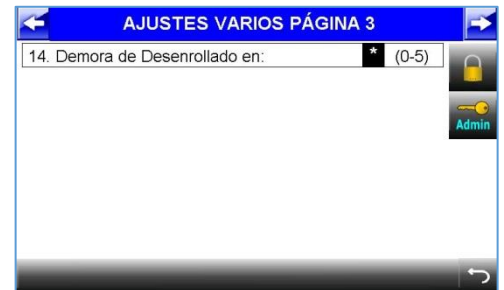 AJUSTES VARIOS PÁGINA 3
14. Demora de Desenrollado en: * (0-5)
Admin